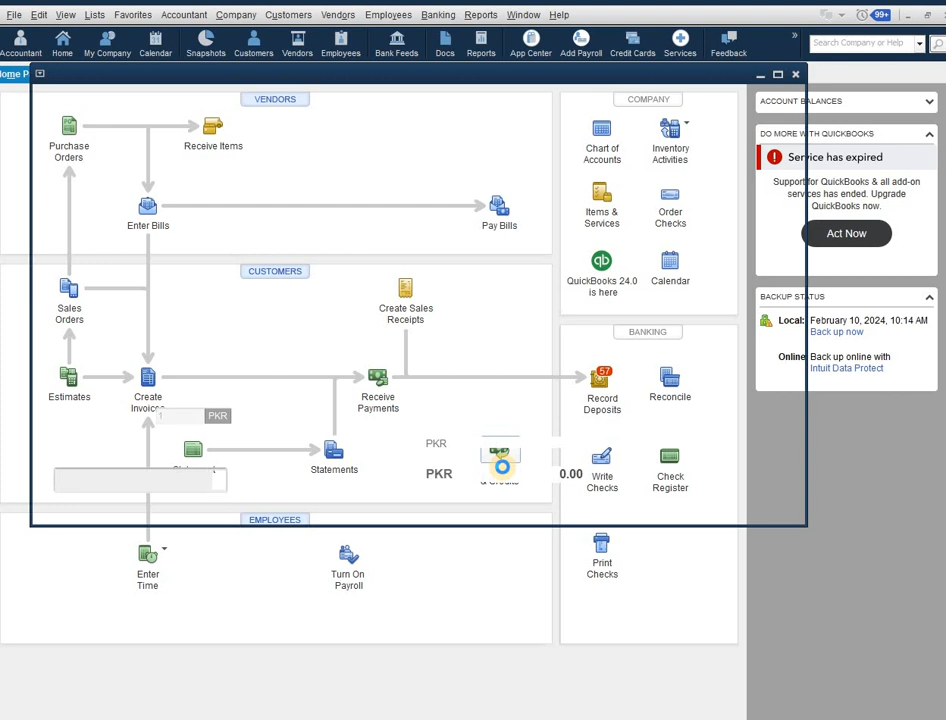 File Edit View Lists Favorites Accountant Company Customers Vendors Employees Banking Reports Window Help
99+
Accountant Home My Company Calendar Snapshots Customers Vendors Employees Bank Feeds Docs Reports App Center Add Payroll Credit Cards Services Feedback
»
Search Company or Help
VENDORS
Purchase
Orders
Receive Items
Enter Bills
Pay Bills
CUSTOMERS
Sales
Orders
Create Sales
Receipts
Estimates
Create
Invoices
Receive
Payments
1 PKR
Statements
PKR
PKR
0.00
& Credits
EMPLOYEES
Enter
Time
Turn On
Payroll
COMPANY
Chart of
Accounts
Inventory
Activities
Items &
Services
Order
Checks
qb
QuickBooks 24.0
is here
Calendar
BANKING
57
Record
Deposits
Reconcile
Write
Checks
Check
Register
Print
Checks
ACCOUNT BALANCES
DO MORE WITH QUICKBOOKS
Service has expired
Support for QuickBooks & all add-on
services has ended. Upgrade
QuickBooks now.
Act Now
BACKUP STATUS
Local: February 10, 2024, 10:14 AM
Back up now
Online: Back up online with
Intuit Data Protect